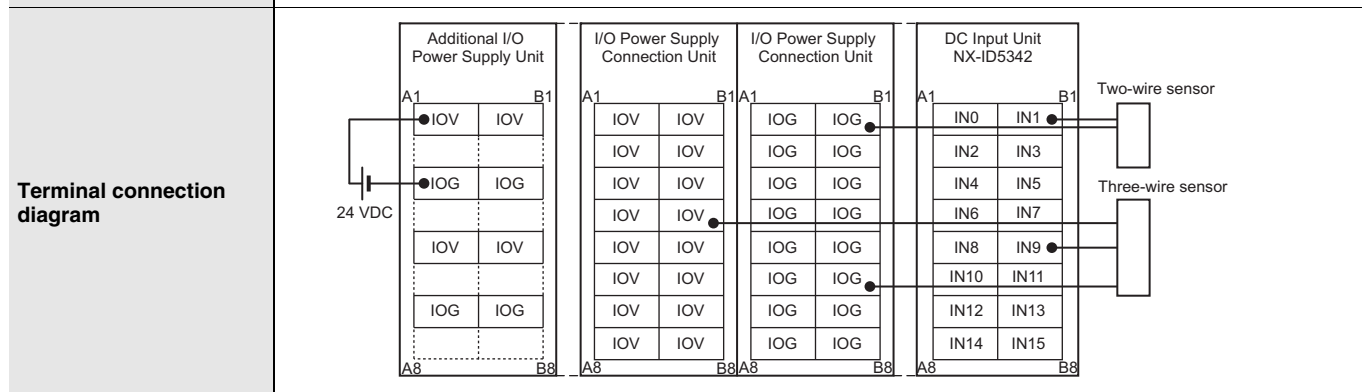 Terminal connection
diagram
Additional I/O
Power Supply Unit
A1 B1
IOV IOV
IOG IOG
IOV IOV
IOG IOG
A8 B8
24 VDC
I/O Power Supply
Connection Unit
A1 B1
IOV IOV
IOV IOV
IOV IOV
IOV IOV
IOV IOV
IOV IOV
IOV IOV
IOV IOV
A8 B8
I/O Power Supply
Connection Unit
A1 B1
IOG IOG
IOG IOG
IOG IOG
IOG IOG
IOG IOG
IOG IOG
IOG IOG
IOG IOG
A8 B8
DC Input Unit
NX-ID5342
A1 B1
IN0 IN1
IN2 IN3
IN4 IN5
IN6 IN7
IN8 IN9
IN10 IN11
IN12 IN13
IN14 IN15
A8 B8
Two-wire sensor
Three-wire sensor